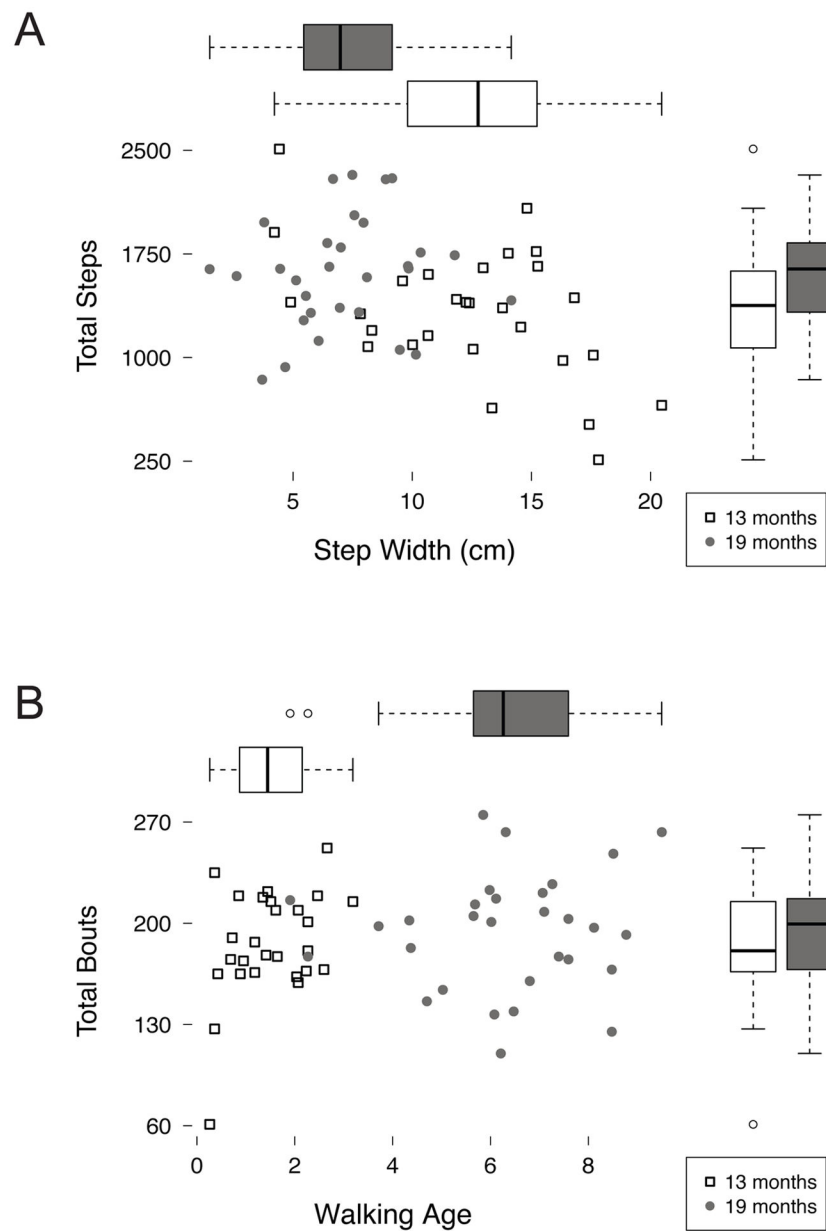 A
2500
1750
1000
250
Total Steps
5 10 15 20
Step Width (cm)
13 months
19 months
B
270
200
130
60
Total Bouts
0 2 4 6 8
Walking Age
13 months
19 months